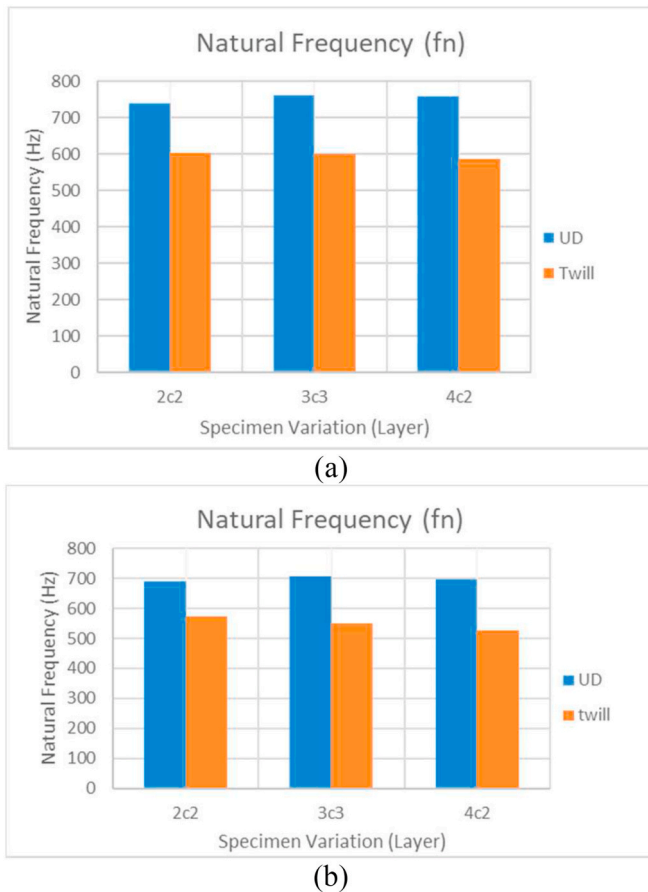 Natural Frequency (fn)
800
700
600
500
400
300
200
100
0
Natural Frequency (Hz)
2c2 3c3 4c2
Specimen Variation (Layer)
UD
Twill
(a)
Natural Frequency (fn)
800
700
600
500
400
300
200
100
0
Natural Frequency (Hz)
2c2 3c3 4c2
Specimen Variation (Layer)
UD
twill
(b)